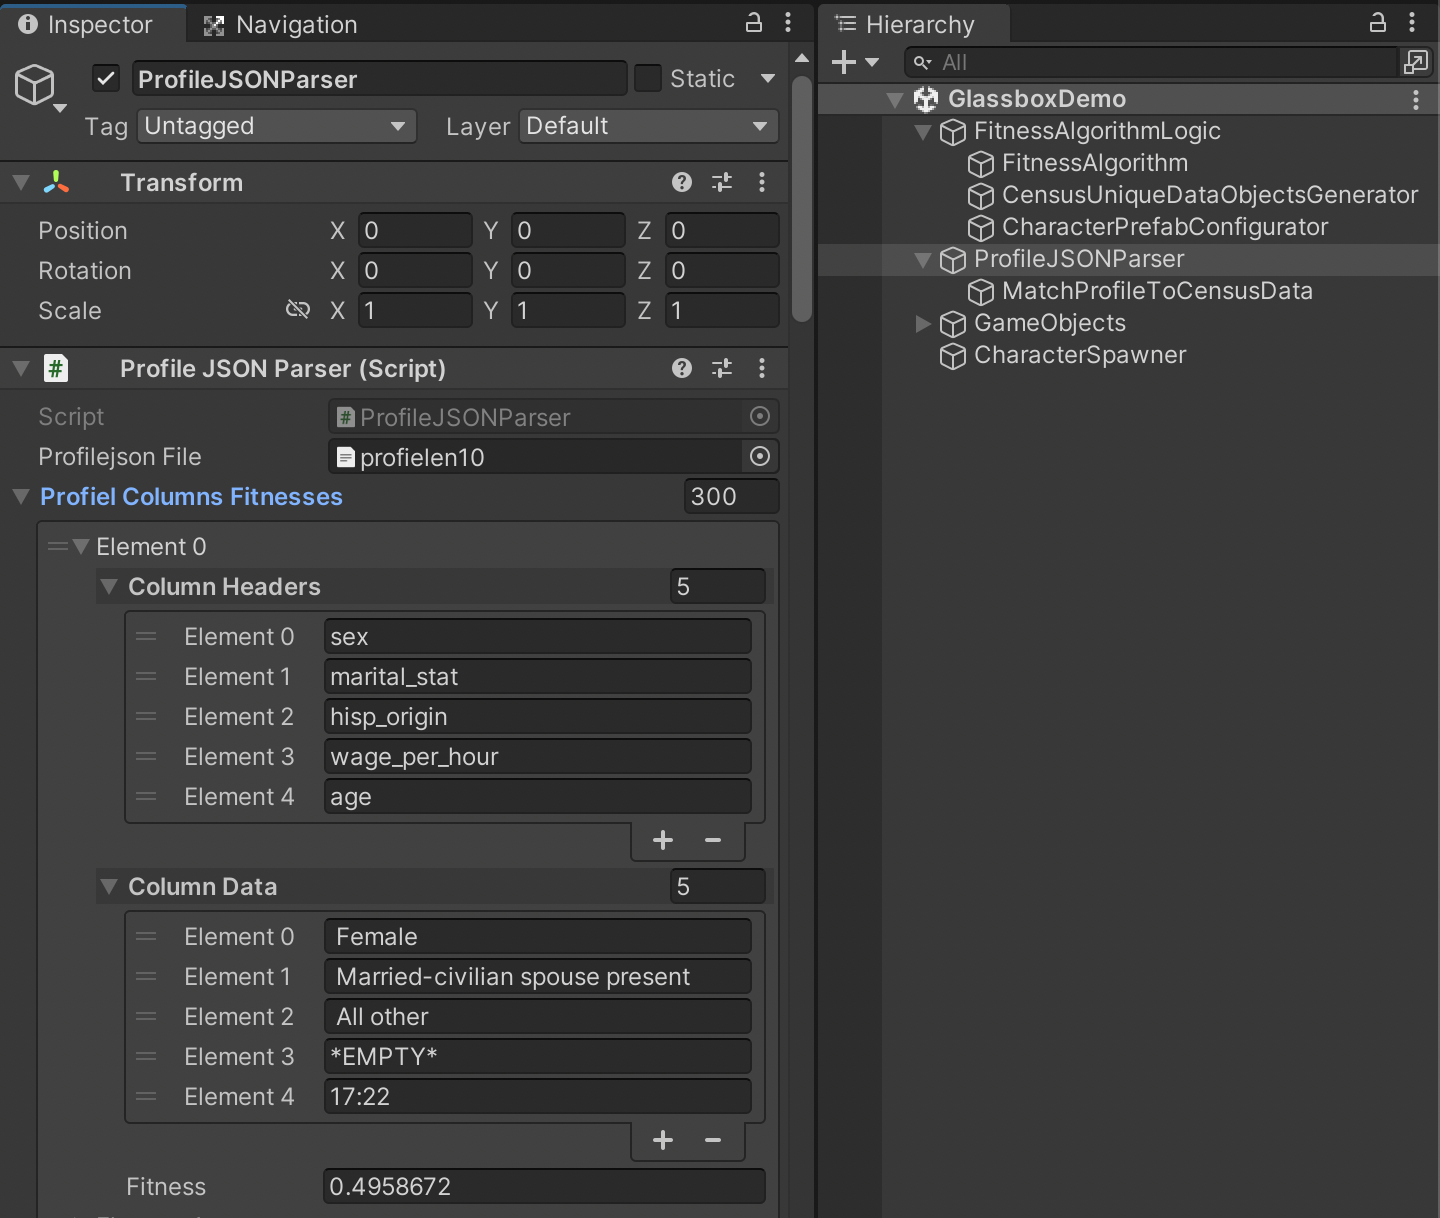 Inspector
Navigation
ProfileJSONParser
Static
Tag
Untagged
Layer
Default
Transform
Position X 0 Y 0 Z 0
Rotation X 0 Y 0 Z 0
Scale X 1 Y 1 Z 1
# Profile JSON Parser (Script)
Script # ProfileJSONParser
Profilejson File profielen10
Profiel Columns Fitnesses 300
Element 0
Column Headers 5
Element 0 sex
Element 1 marital_stat
Element 2 hisp_origin
Element 3 wage_per_hour
Element 4 age
+ −
Column Data 5
Element 0 Female
Element 1 Married-civilian spouse present
Element 2 All other
Element 3 *EMPTY*
Element 4 17:22
+ −
Fitness 0.4958672
Hierarchy
All
GlassboxDemo
FitnessAlgorithmLogic
FitnessAlgorithm
CensusUniqueDataObjectsGenerator
CharacterPrefabConfigurator
ProfileJSONParser
MatchProfileToCensusData
GameObjects
CharacterSpawner